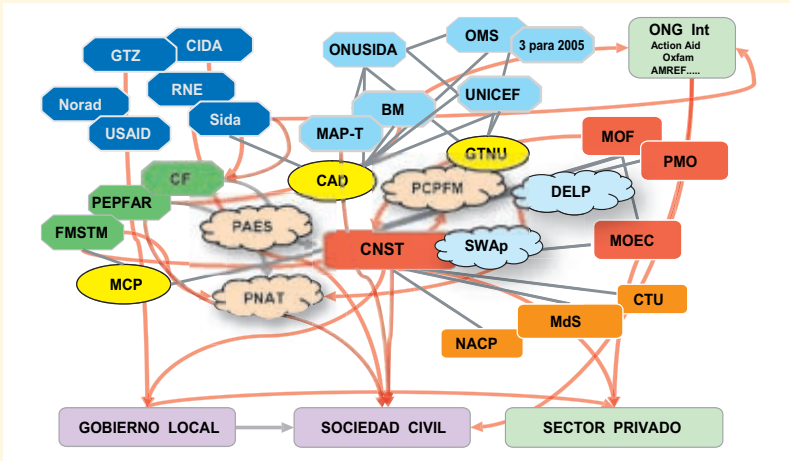 CIDA
ONUSIDA
OMS
3 para 2005
ONG Int
Action Aid
Oxfam
AMREF.....
GTZ
RNE
UNICEF
Norad
BM
Sida
USAID
MAP-T
MOF
GTNU
PMO
CF
CAD
PCPFM
DELP
PEPFAR
PAES
FMSTM
CNST
SWAp
MOEC
MCP
PNAT
CTU
MdS
NACP
GOBIERNO LOCAL
SOCIEDAD CIVIL
SECTOR PRIVADO